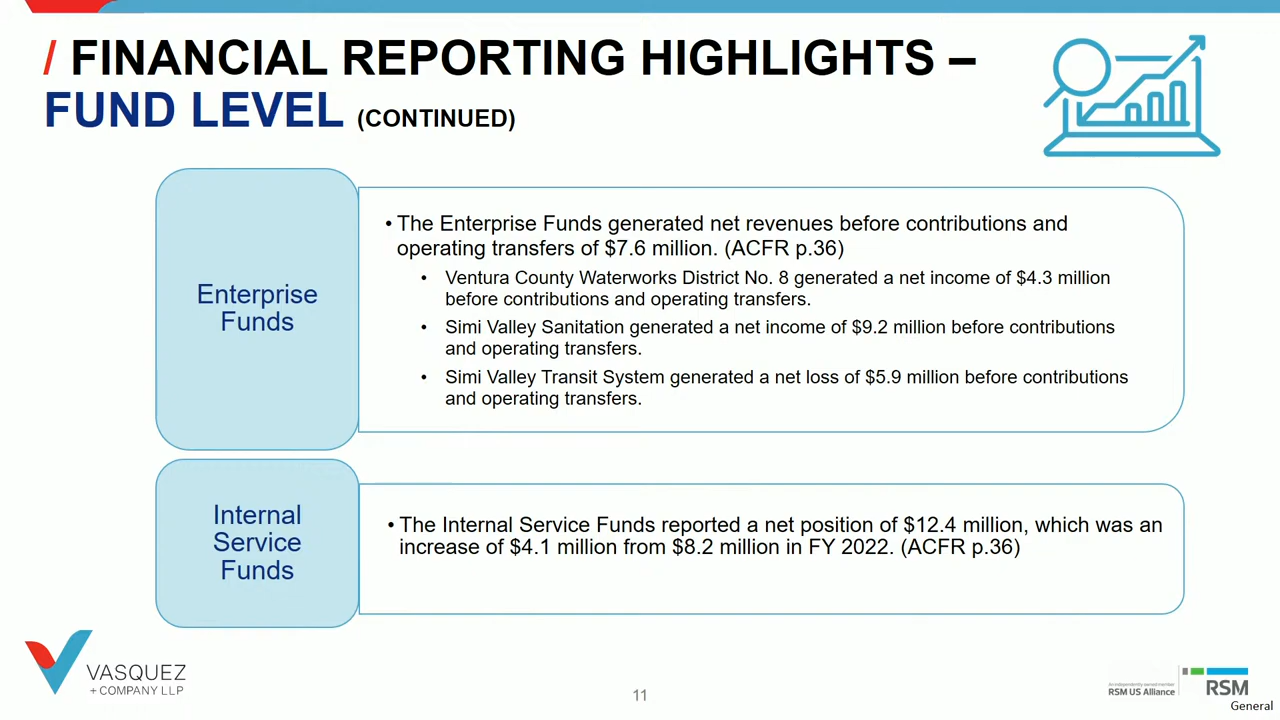 / FINANCIAL REPORTING HIGHLIGHTS –
FUND LEVEL (CONTINUED)
Enterprise
Funds
• The Enterprise Funds generated net revenues before contributions and
operating transfers of $7.6 million. (ACFR p.36)
• Ventura County Waterworks District No. 8 generated a net income of $4.3 million
before contributions and operating transfers.
• Simi Valley Sanitation generated a net income of $9.2 million before contributions
and operating transfers.
• Simi Valley Transit System generated a net loss of $5.9 million before contributions
and operating transfers.
Internal
Service
Funds
• The Internal Service Funds reported a net position of $12.4 million, which was an
increase of $4.1 million from $8.2 million in FY 2022. (ACFR p.36)
VASQUEZ
+ COMPANY LLP
11
An independently owned member
RSM US Alliance
RSM
General